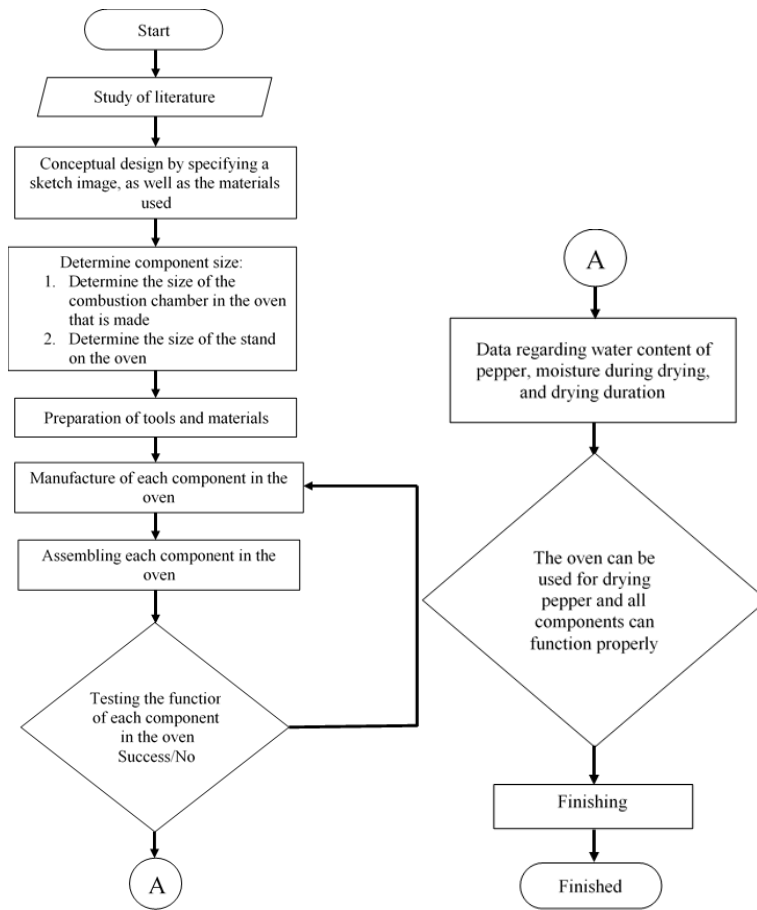 Start
Study of literature
Conceptual design by specifying a
sketch image, as well as the materials
used
Determine component size:
1. Determine the size of the
combustion chamber in the oven
that is made
2. Determine the size of the stand
on the oven
Preparation of tools and materials
Manufacture of each component in the
oven
Assembling each component in the
oven
Testing the function
of each component
in the oven
Success/No
A
A
Data regarding water content of
pepper, moisture during drying,
and drying duration
The oven can be
used for drying
pepper and all
components can
function properly
Finishing
Finished